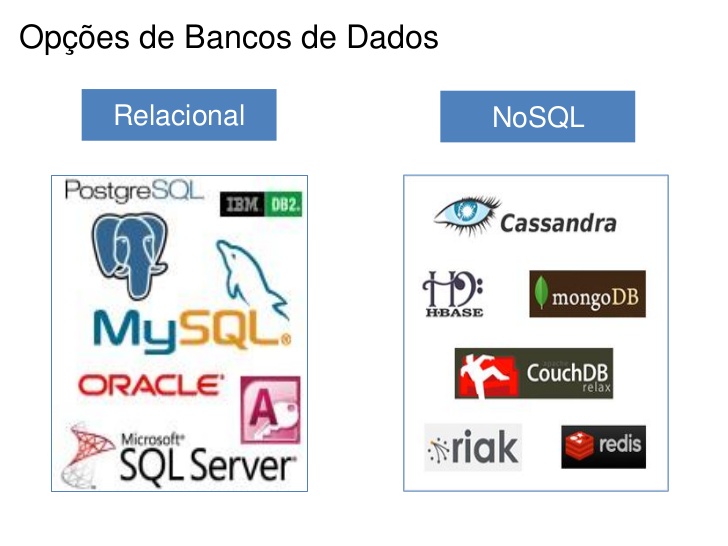 Opções de Bancos de Dados
Relacional
NoSQL
PostgreSQL
IBM DB2.
MySQL®
ORACLE®
A
Microsoft®
SQL Server®
Cassandra
H-BASE
mongoDB
CouchDB
relax
riak
redis